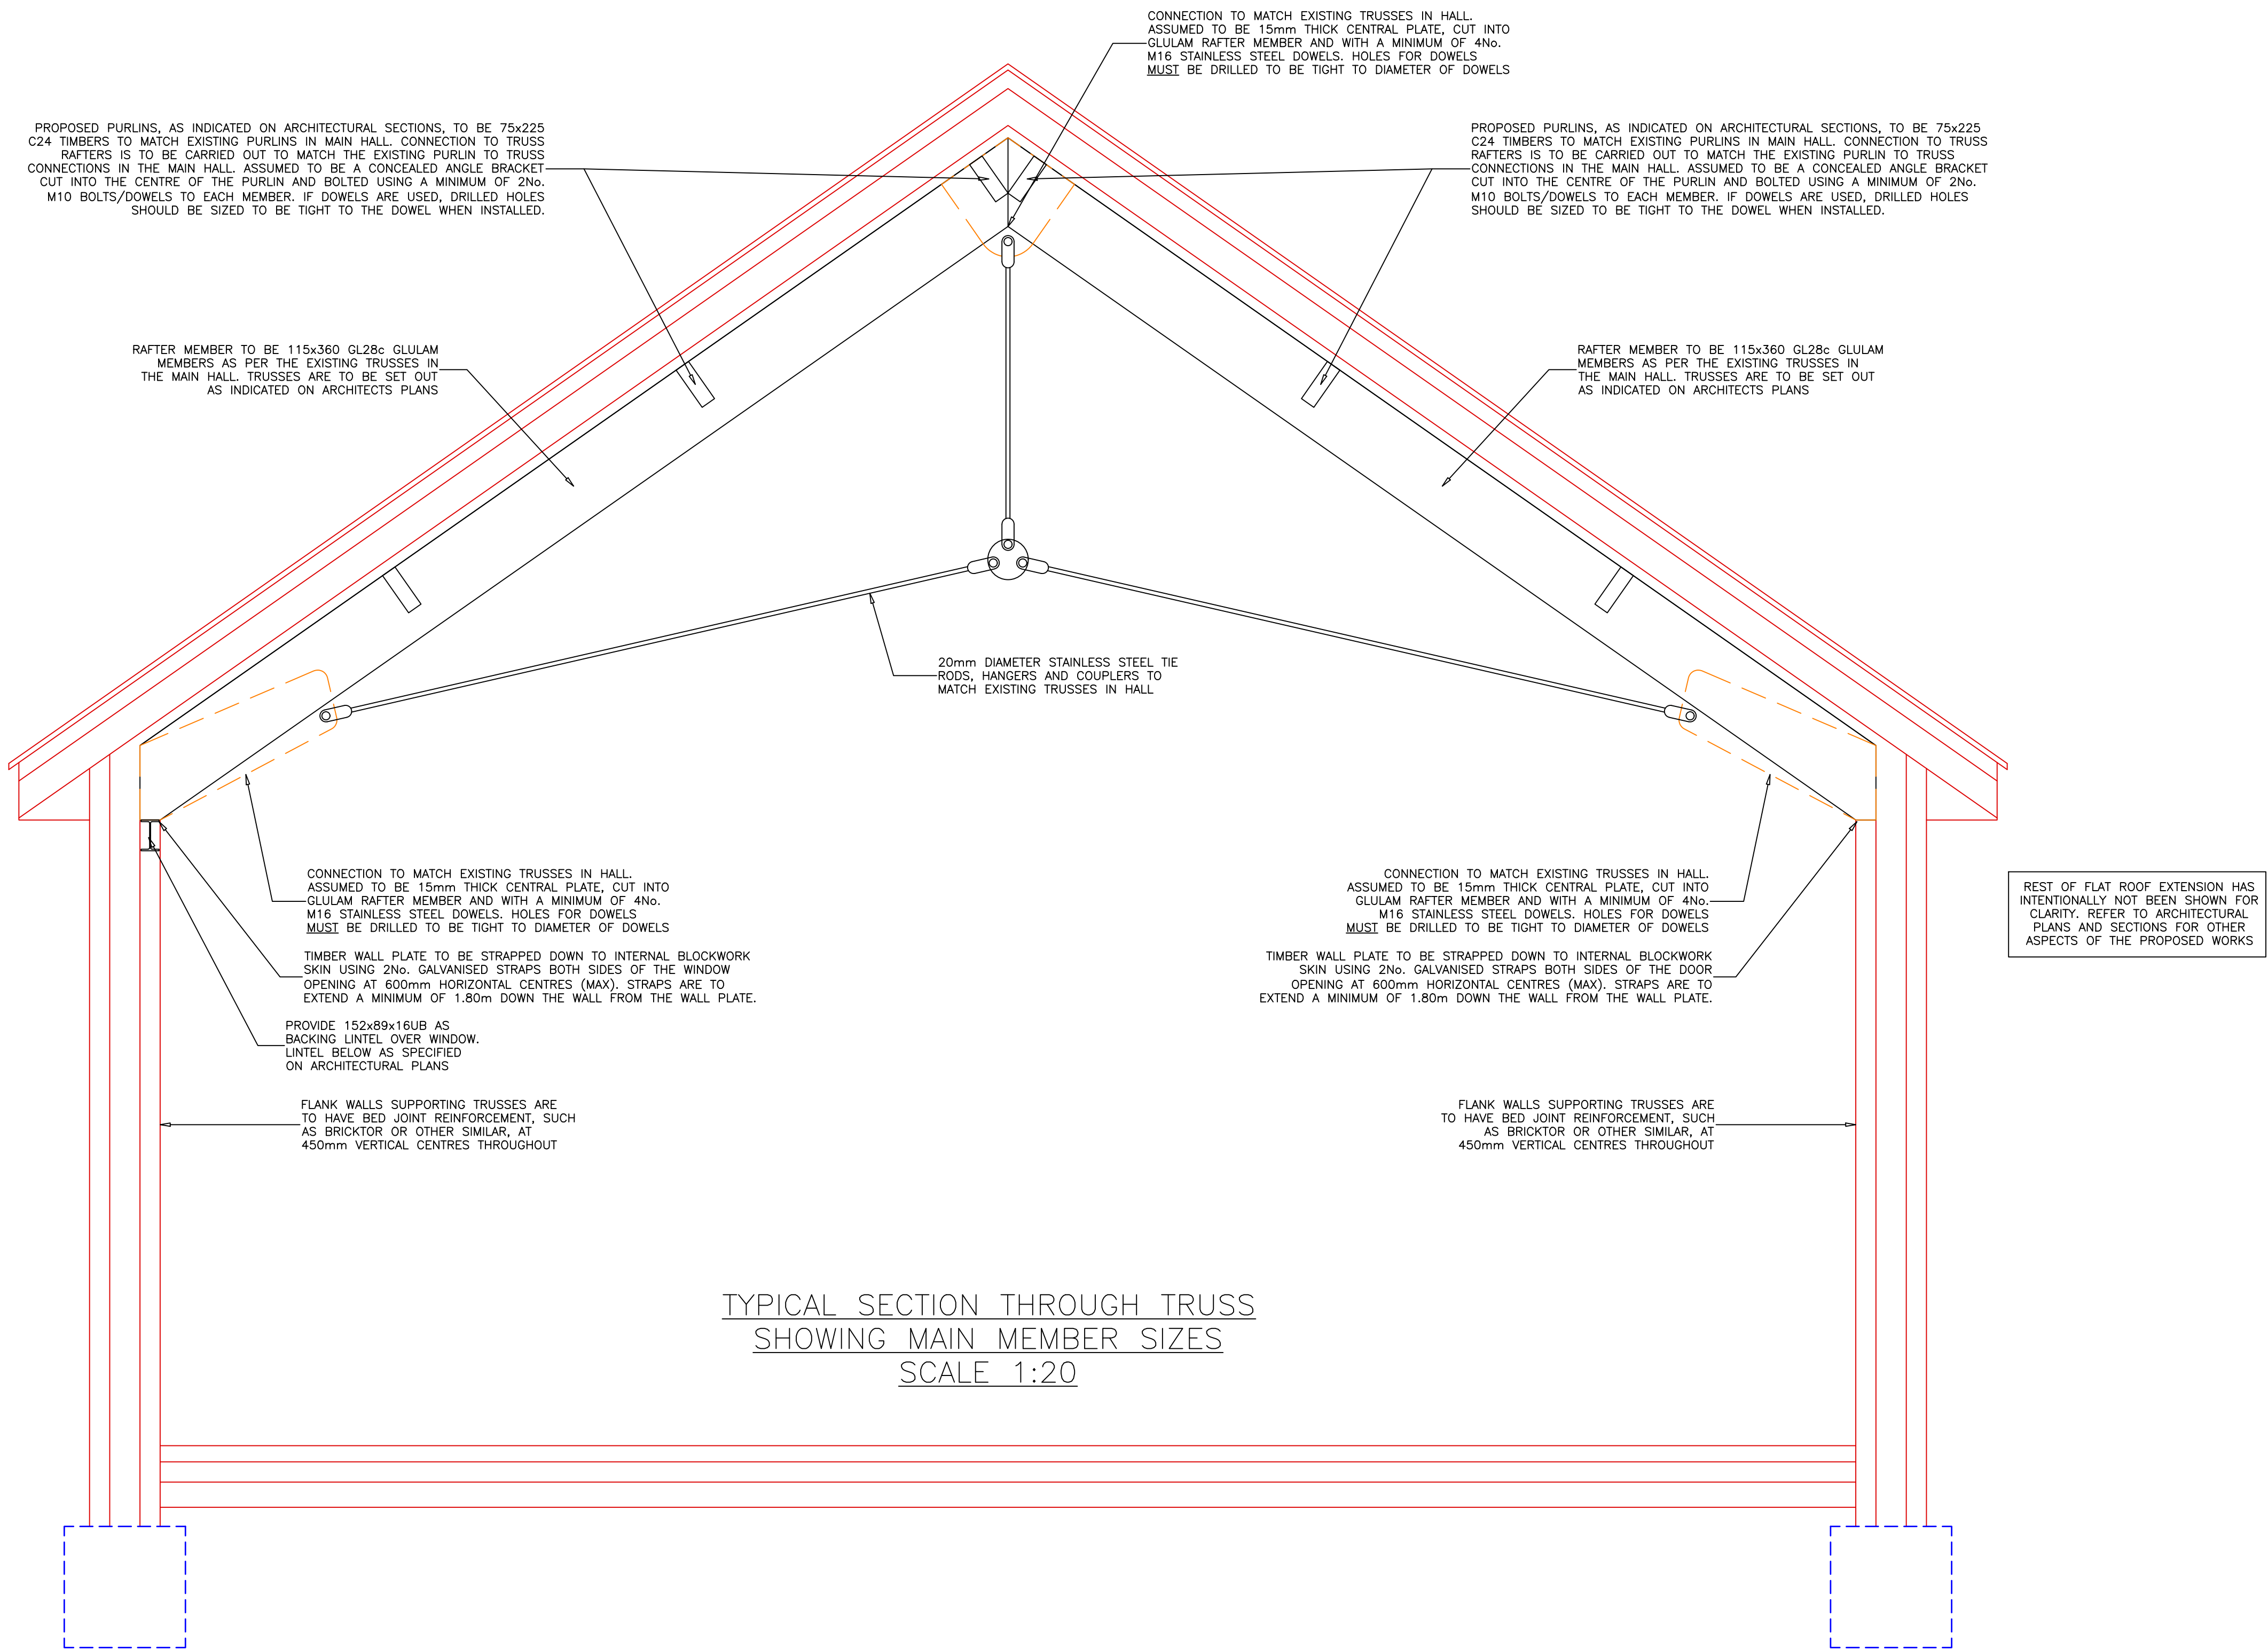 CONNECTION TO MATCH EXISTING TRUSSES IN HALL.
ASSUMED TO BE 15mm THICK CENTRAL PLATE, CUT INTO
GLULAM RAFTER MEMBER AND WITH A MINIMUM OF 4No.
M16 STAINLESS STEEL DOWELS. HOLES FOR DOWELS
MUST BE DRILLED TO BE TIGHT TO DIAMETER OF DOWELS
PROPOSED PURLINS, AS INDICATED ON ARCHITECTURAL SECTIONS, TO BE 75x225
C24 TIMBERS TO MATCH EXISTING PURLINS IN MAIN HALL. CONNECTION TO TRUSS
RAFTERS IS TO BE CARRIED OUT TO MATCH THE EXISTING PURLIN TO TRUSS
CONNECTIONS IN THE MAIN HALL. ASSUMED TO BE A CONCEALED ANGLE BRACKET
CUT INTO THE CENTRE OF THE PURLIN AND BOLTED USING A MINIMUM OF 2No.
M10 BOLTS/DOWELS TO EACH MEMBER. IF DOWELS ARE USED, DRILLED HOLES
SHOULD BE SIZED TO BE TIGHT TO THE DOWEL WHEN INSTALLED.
PROPOSED PURLINS, AS INDICATED ON ARCHITECTURAL SECTIONS, TO BE 75x225
C24 TIMBERS TO MATCH EXISTING PURLINS IN MAIN HALL. CONNECTION TO TRUSS
RAFTERS IS TO BE CARRIED OUT TO MATCH THE EXISTING PURLIN TO TRUSS
CONNECTIONS IN THE MAIN HALL. ASSUMED TO BE A CONCEALED ANGLE BRACKET
CUT INTO THE CENTRE OF THE PURLIN AND BOLTED USING A MINIMUM OF 2No.
M10 BOLTS/DOWELS TO EACH MEMBER. IF DOWELS ARE USED, DRILLED HOLES
SHOULD BE SIZED TO BE TIGHT TO THE DOWEL WHEN INSTALLED.
RAFTER MEMBER TO BE 115x360 GL28c GLULAM
MEMBERS AS PER THE EXISTING TRUSSES IN
THE MAIN HALL. TRUSSES ARE TO BE SET OUT
AS INDICATED ON ARCHITECTS PLANS
RAFTER MEMBER TO BE 115x360 GL28c GLULAM
MEMBERS AS PER THE EXISTING TRUSSES IN
THE MAIN HALL. TRUSSES ARE TO BE SET OUT
AS INDICATED ON ARCHITECTS PLANS
20mm DIAMETER STAINLESS STEEL TIE
RODS, HANGERS AND COUPLERS TO
MATCH EXISTING TRUSSES IN HALL
CONNECTION TO MATCH EXISTING TRUSSES IN HALL.
ASSUMED TO BE 15mm THICK CENTRAL PLATE, CUT INTO
GLULAM RAFTER MEMBER AND WITH A MINIMUM OF 4No.
M16 STAINLESS STEEL DOWELS. HOLES FOR DOWELS
MUST BE DRILLED TO BE TIGHT TO DIAMETER OF DOWELS
TIMBER WALL PLATE TO BE STRAPPED DOWN TO INTERNAL BLOCKWORK
SKIN USING 2No. GALVANISED STRAPS BOTH SIDES OF THE WINDOW
OPENING AT 600mm HORIZONTAL CENTRES (MAX). STRAPS ARE TO
EXTEND A MINIMUM OF 1.80m DOWN THE WALL FROM THE WALL PLATE.
PROVIDE 152x89x16UB AS
BACKING LINTEL OVER WINDOW.
LINTEL BELOW AS SPECIFIED
ON ARCHITECTURAL PLANS
FLANK WALLS SUPPORTING TRUSSES ARE
TO HAVE BED JOINT REINFORCEMENT, SUCH
AS BRICKTOR OR OTHER SIMILAR, AT
450mm VERTICAL CENTRES THROUGHOUT
CONNECTION TO MATCH EXISTING TRUSSES IN HALL.
ASSUMED TO BE 15mm THICK CENTRAL PLATE, CUT INTO
GLULAM RAFTER MEMBER AND WITH A MINIMUM OF 4No.
M16 STAINLESS STEEL DOWELS. HOLES FOR DOWELS
MUST BE DRILLED TO BE TIGHT TO DIAMETER OF DOWELS
TIMBER WALL PLATE TO BE STRAPPED DOWN TO INTERNAL BLOCKWORK
SKIN USING 2No. GALVANISED STRAPS BOTH SIDES OF THE DOOR
OPENING AT 600mm HORIZONTAL CENTRES (MAX). STRAPS ARE TO
EXTEND A MINIMUM OF 1.80m DOWN THE WALL FROM THE WALL PLATE.
FLANK WALLS SUPPORTING TRUSSES ARE
TO HAVE BED JOINT REINFORCEMENT, SUCH
AS BRICKTOR OR OTHER SIMILAR, AT
450mm VERTICAL CENTRES THROUGHOUT
REST OF FLAT ROOF EXTENSION HAS
INTENTIONALLY NOT BEEN SHOWN FOR
CLARITY. REFER TO ARCHITECTURAL
PLANS AND SECTIONS FOR OTHER
ASPECTS OF THE PROPOSED WORKS
TYPICAL SECTION THROUGH TRUSS
SHOWING MAIN MEMBER SIZES
SCALE 1:20